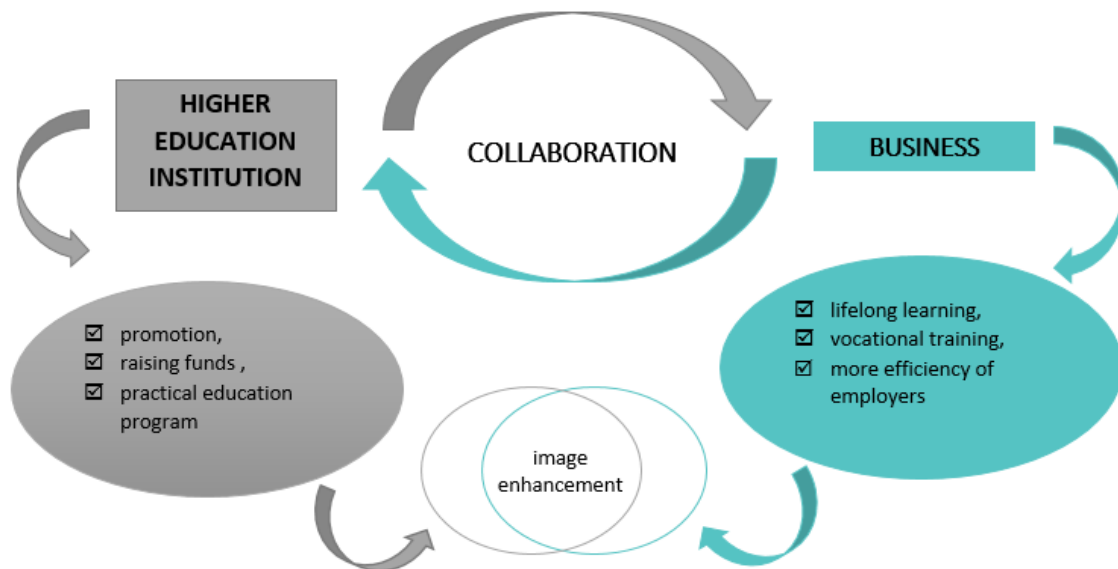 HIGHER
EDUCATION
INSTITUTION
COLLABORATION
BUSINESS
promotion,
raising funds ,
practical education
program
lifelong learning,
vocational training,
more efficiency of
employers
image
enhancement